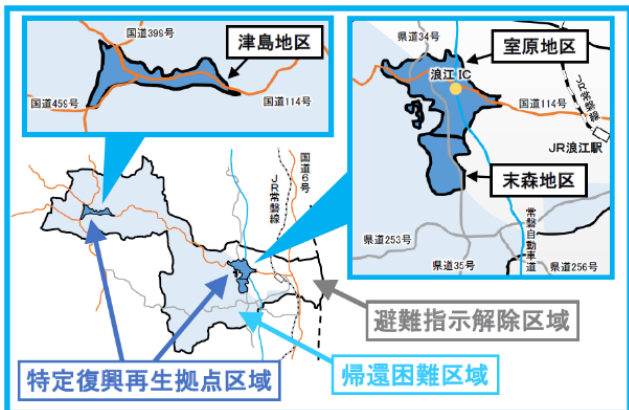 国道399号
津島地区
国道459号
国道114号
県道34号
室原地区
浪江IC
国道114号
JR常磐線
JR浪江駅
末森地区
県道253号
常磐自動車道
県道35号
県道256号
国道6号
JR常磐線
避難指示解除区域
特定復興再生拠点区域
帰還困難区域